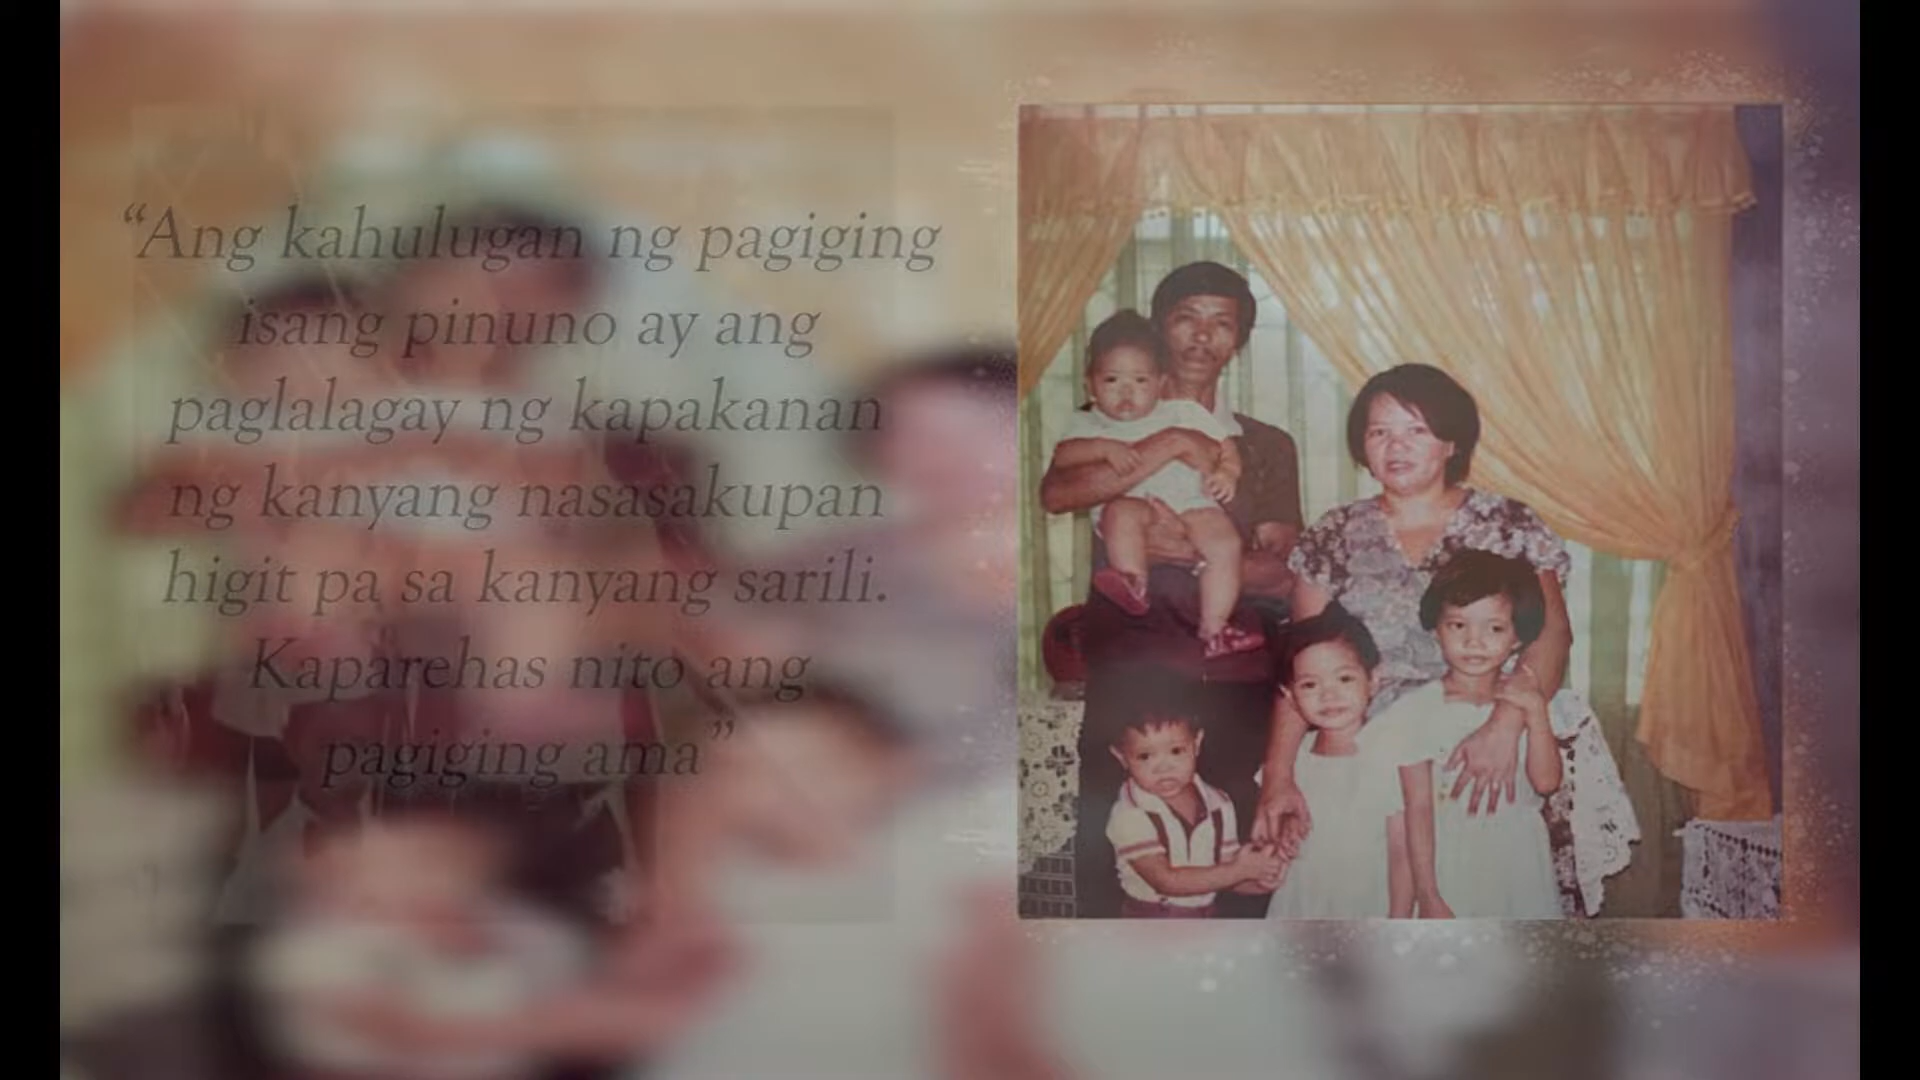 “Ang kahulugan ng pagiging
isang pinuno ay ang
paglalagay ng kapakanan
ng kanyang nasasakupan
higit pa sa kanyang sarili.
Kaparehas nito ang
pagiging ama”